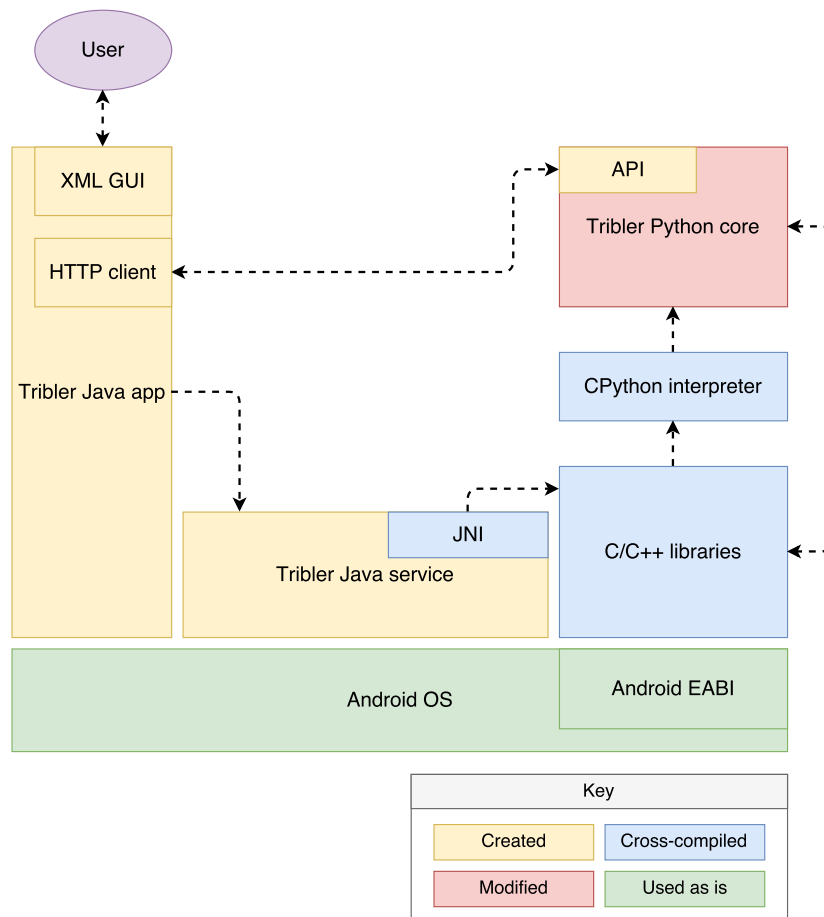 User
XML GUI
API
Tribler Python core
HTTP client
CPython interpreter
Tribler Java app
JNI
C/C++ libraries
Tribler Java service
Android EABI
Android OS
Key
Created
Cross-compiled
Modified
Used as is